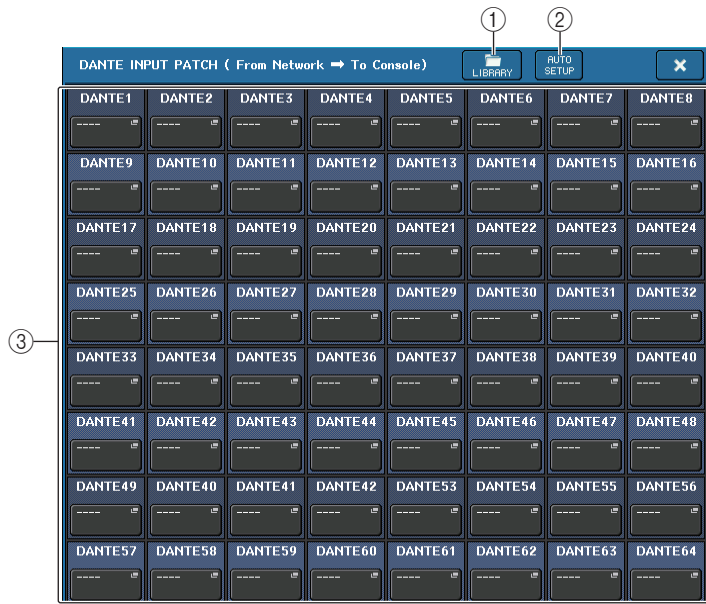 ① ②
DANTE INPUT PATCH ( From Network ➡ To Console) LIBRARY AUTO SETUP ×
DANTE1 DANTE2 DANTE3 DANTE4 DANTE5 DANTE6 DANTE7 DANTE8
---- ---- ---- ---- ---- ---- ---- ----
DANTE9 DANTE10 DANTE11 DANTE12 DANTE13 DANTE14 DANTE15 DANTE16
---- ---- ---- ---- ---- ---- ---- ----
DANTE17 DANTE18 DANTE19 DANTE20 DANTE21 DANTE22 DANTE23 DANTE24
---- ---- ---- ---- ---- ---- ---- ----
DANTE25 DANTE26 DANTE27 DANTE28 DANTE29 DANTE30 DANTE31 DANTE32
---- ---- ---- ---- ---- ---- ---- ----
③
DANTE33 DANTE34 DANTE35 DANTE36 DANTE37 DANTE38 DANTE39 DANTE40
---- ---- ---- ---- ---- ---- ---- ----
DANTE41 DANTE42 DANTE43 DANTE44 DANTE45 DANTE46 DANTE47 DANTE48
---- ---- ---- ---- ---- ---- ---- ----
DANTE49 DANTE40 DANTE41 DANTE42 DANTE53 DANTE54 DANTE55 DANTE56
---- ---- ---- ---- ---- ---- ---- ----
DANTE57 DANTE58 DANTE59 DANTE60 DANTE61 DANTE62 DANTE63 DANTE64
---- ---- ---- ---- ---- ---- ---- ----